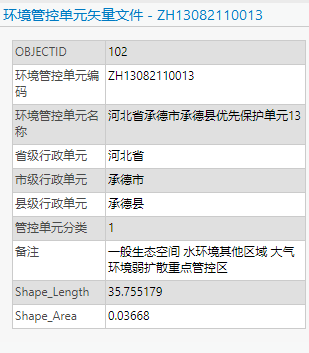 环境管控单元矢量文件 - ZH13082110013
OBJECTID 102
环境管控单元编 ZH13082110013
码
环境管控单元名 河北省承德市承德县优先保护单元13
称
省级行政单元 河北省
市级行政单元 承德市
县级行政单元 承德县
管控单元分类 1
备注 一般生态空间 水环境其他区域 大气
环境弱扩散重点管控区
Shape_Length 35.755179
Shape_Area 0.03668